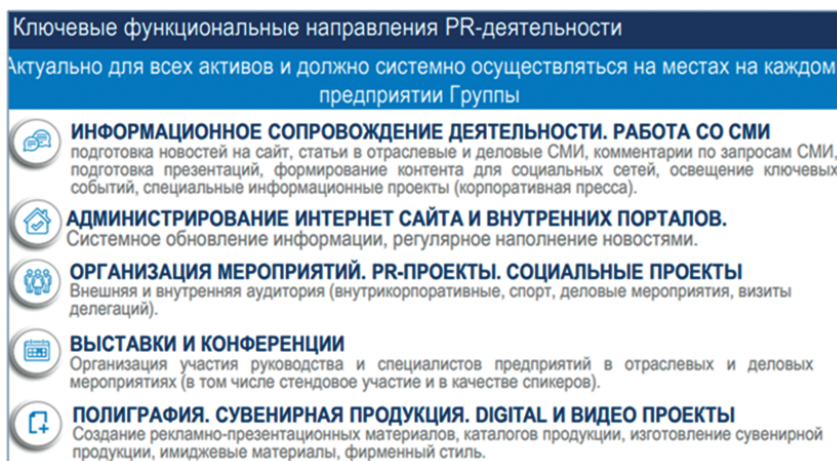 Ключевые функциональные направления PR-деятельности
Актуально для всех активов и должно системно осуществляться на местах на каждом
предприятии Группы
ИНФОРМАЦИОННОЕ СОПРОВОЖДЕНИЕ ДЕЯТЕЛЬНОСТИ. РАБОТА СО СМИ
подготовка новостей на сайт, статьи в отраслевые и деловые СМИ, комментарии по запросам СМИ,
подготовка презентаций, формирование контента для социальных сетей, освещение ключевых
событий, специальные информационные проекты (корпоративная пресса).
АДМИНИСТРИРОВАНИЕ ИНТЕРНЕТ САЙТА И ВНУТРЕННИХ ПОРТАЛОВ.
Системное обновление информации, регулярное наполнение новостями.
ОРГАНИЗАЦИЯ МЕРОПРИЯТИЙ. PR-ПРОЕКТЫ. СОЦИАЛЬНЫЕ ПРОЕКТЫ
Внешняя и внутренняя аудитория (внутрикорпоративные, спорт, деловые мероприятия, визиты
делегаций).
ВЫСТАВКИ И КОНФЕРЕНЦИИ
Организация участия руководства и специалистов предприятий в отраслевых и деловых
мероприятиях (в том числе стендовое участие и в качестве спикеров).
ПОЛИГРАФИЯ. СУВЕНИРНАЯ ПРОДУКЦИЯ. DIGITAL И ВИДЕО ПРОЕКТЫ
Создание рекламно-презентационных материалов, каталогов продукции, изготовление сувенирной
продукции, имиджевые материалы, фирменный стиль.